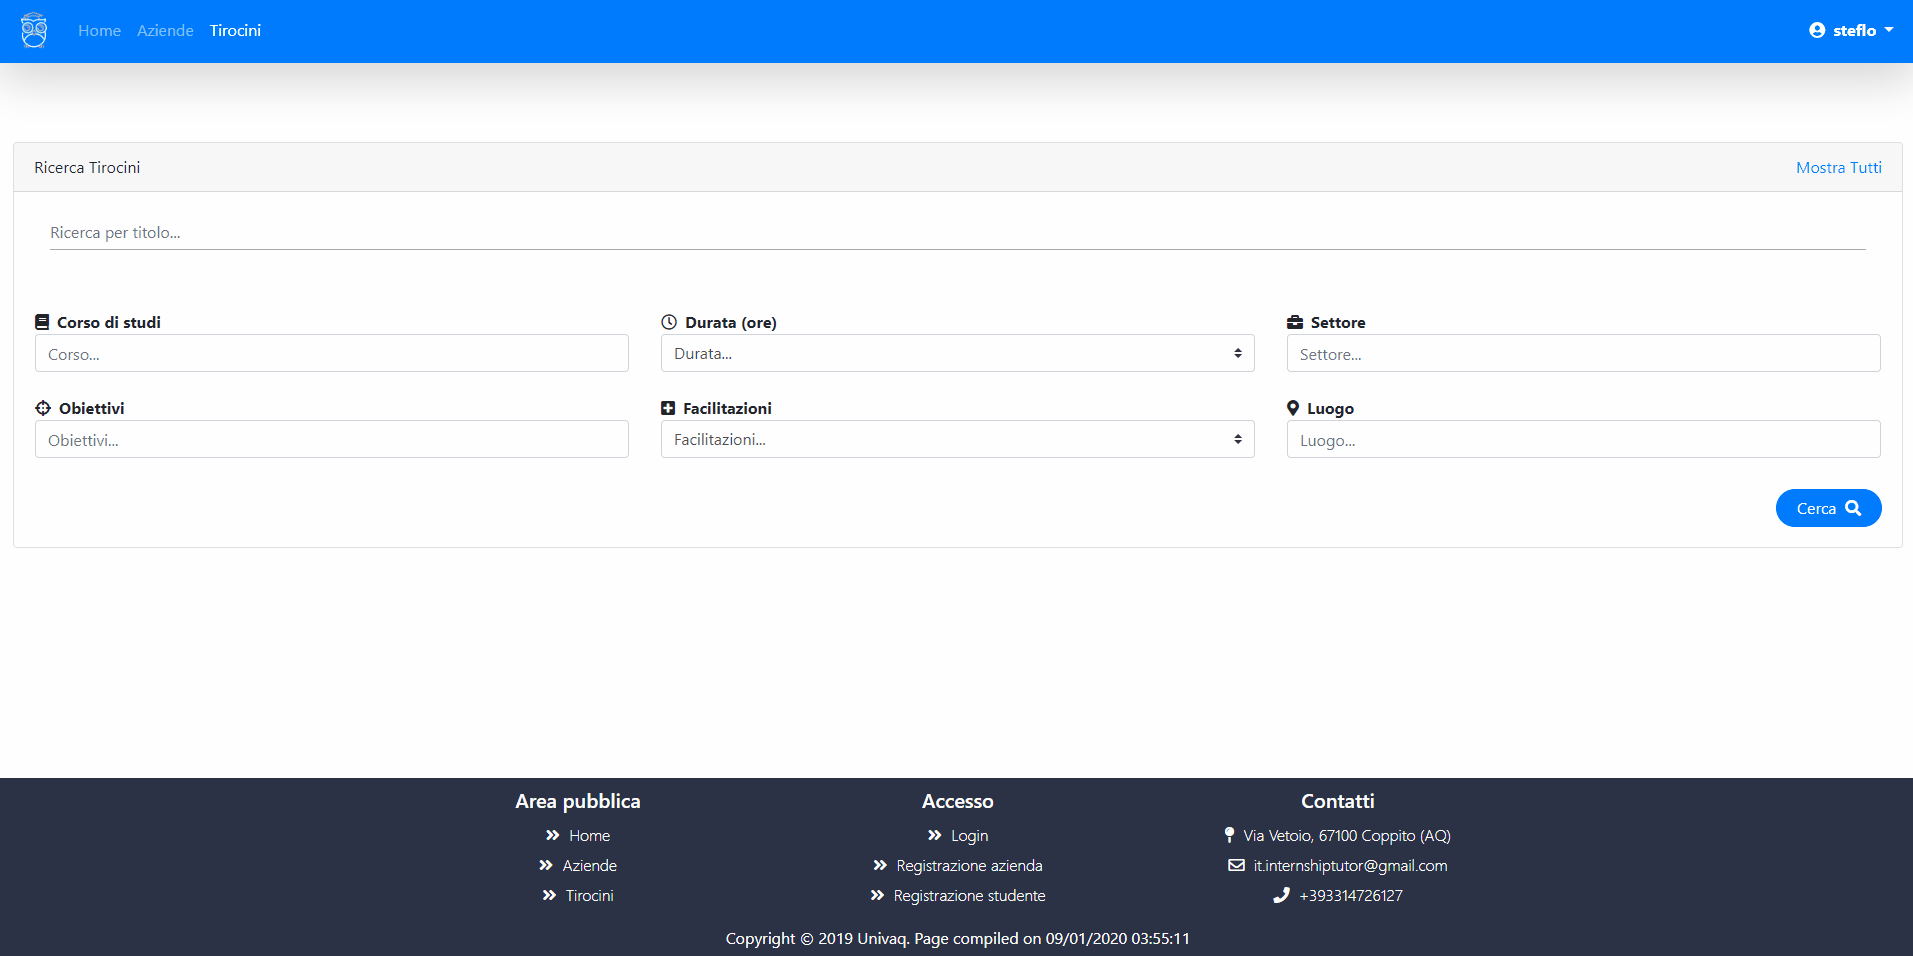 Home Aziende Tirocini steflo
Ricerca Tirocini Mostra Tutti
Ricerca per titolo...
Corso di studi Durata (ore) Settore
Corso... Durata... Settore...
Obiettivi Facilitazioni Luogo
Obiettivi... Facilitazioni... Luogo...
Cerca
Area pubblica Accesso Contatti
Home Login Via Vetoio, 67100 Coppito (AQ)
Aziende Registrazione azienda it.internshiptutor@gmail.com
Tirocini Registrazione studente +393314726127
Copyright © 2019 Univaq. Page compiled on 09/01/2020 03:55:11